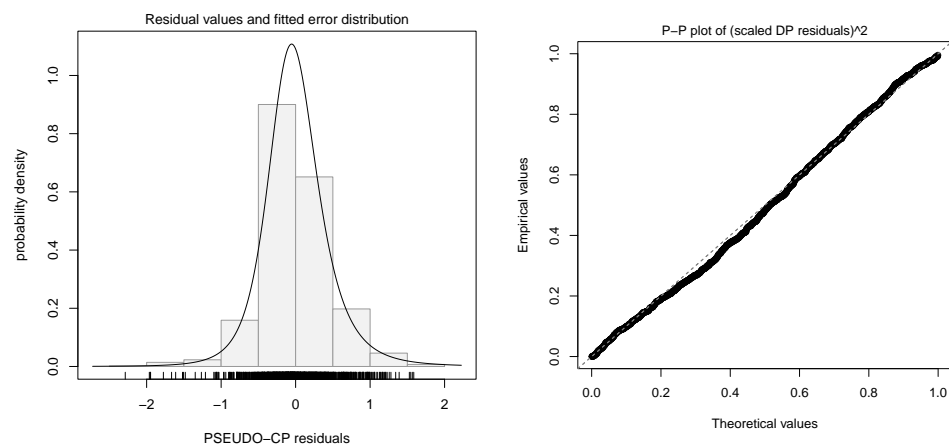 Residual values and fitted error distribution
probability density
0.0 0.2 0.4 0.6 0.8 1.0
−2 −1 0 1 2
PSEUDO−CP residuals
P−P plot of (scaled DP residuals)^2
Empirical values
0.0 0.2 0.4 0.6 0.8 1.0
0.0 0.2 0.4 0.6 0.8 1.0
Theoretical values